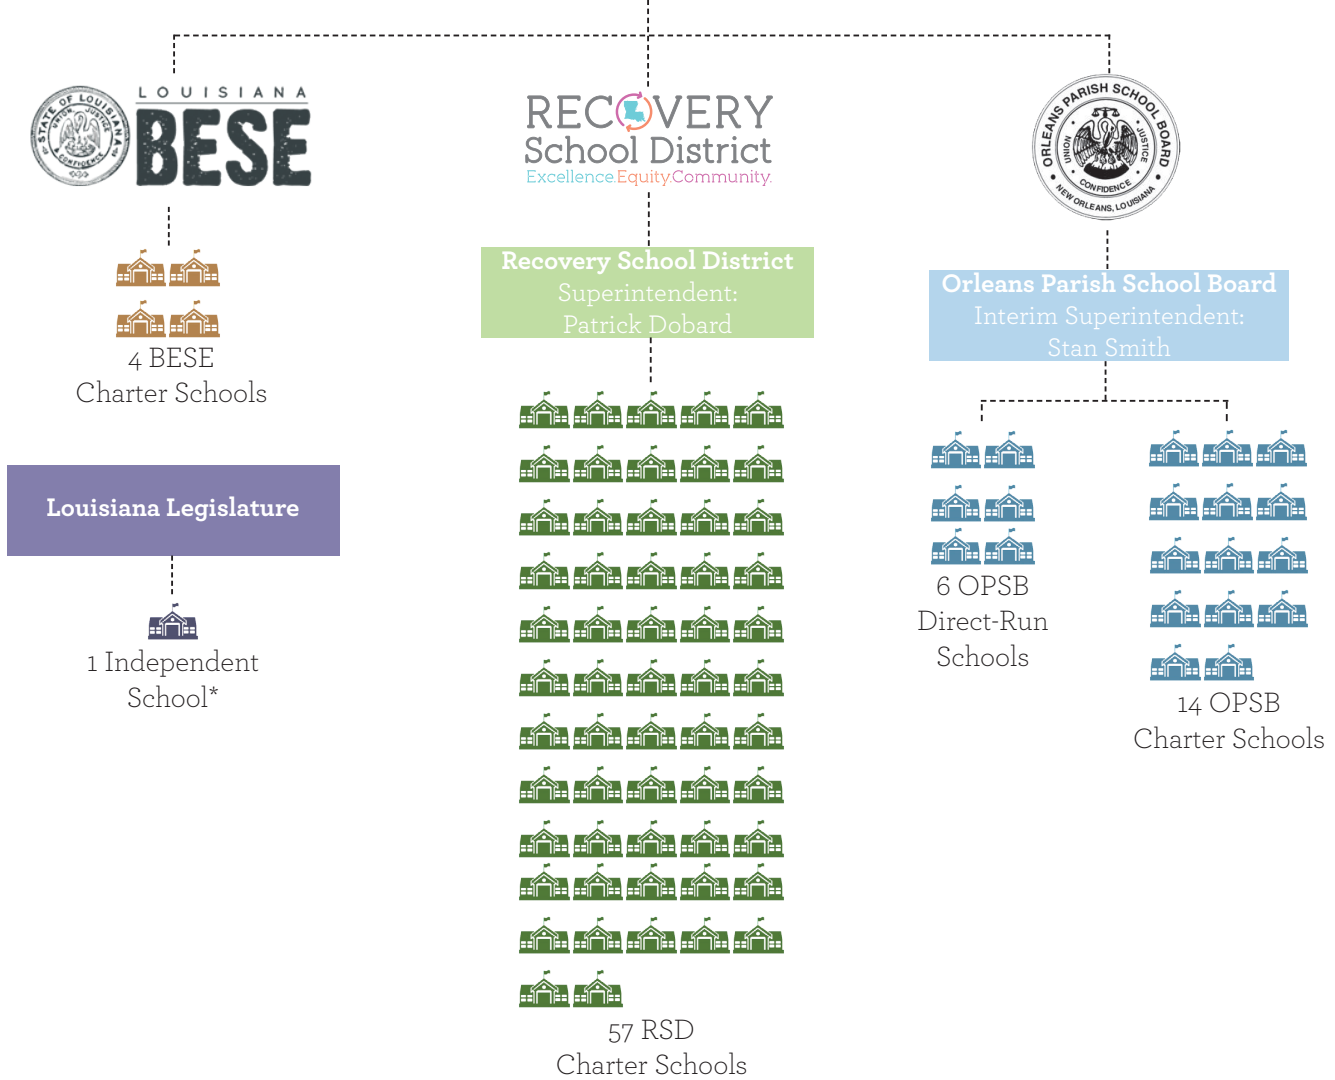 STATE OF LOUISIANA
UNION JUSTICE
CONFIDENCE
LOUISIANA
BESE
4 BESE
Charter Schools
Louisiana Legislature
1 Independent
School*
RECOVERY
School District
Excellence.Equity.Community.
Recovery School District
Superintendent:
Patrick Dobard
57 RSD
Charter Schools
ORLEANS PARISH SCHOOL BOARD
UNION
JUSTICE
CONFIDENCE
NEW ORLEANS, LOUISIANA
Orleans Parish School Board
Interim Superintendent:
Stan Smith
6 OPSB
Direct-Run
Schools
14 OPSB
Charter Schools